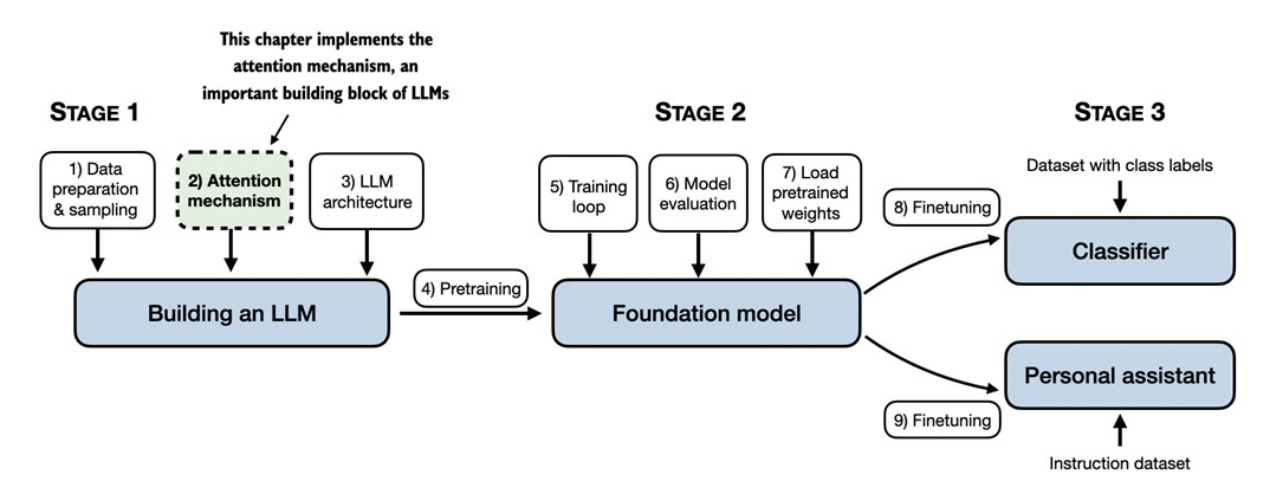 This chapter implements the
attention mechanism, an
important building block of LLMs
STAGE 1
1) Data
preparation
& sampling
2) Attention
mechanism
3) LLM
architecture
Building an LLM
4) Pretraining
STAGE 2
5) Training
loop
6) Model
evaluation
7) Load
pretrained
weights
Foundation model
STAGE 3
8) Finetuning
Dataset with class labels
Classifier
9) Finetuning
Personal assistant
Instruction dataset